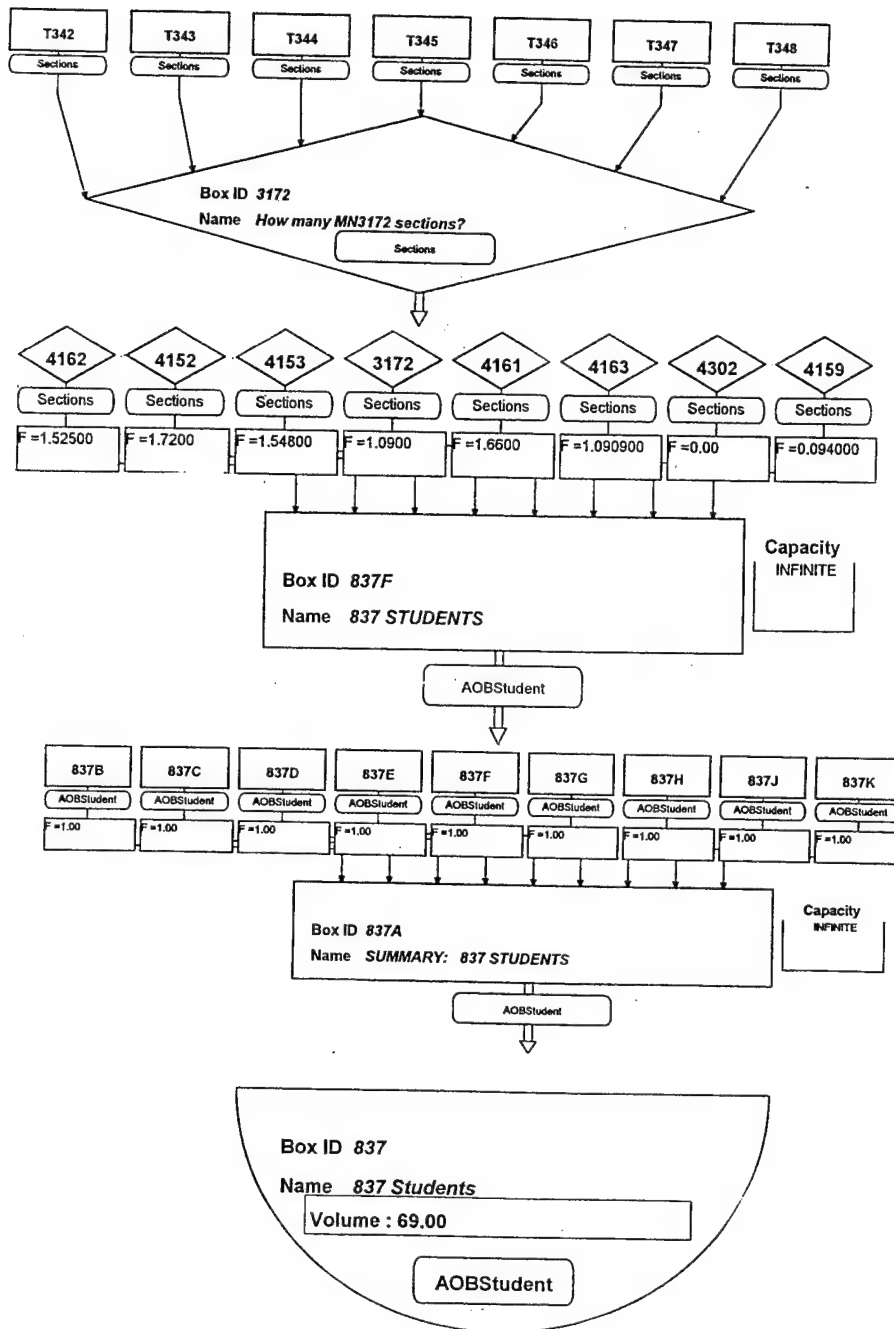 T342 T343 T344 T345 T346 T347 T348
Sections Sections Sections Sections Sections Sections Sections
Box ID 3172
Name How many MN3172 sections?
Sections
4162 4152 4153 3172 4161 4163 4302 4159
Sections Sections Sections Sections Sections Sections Sections Sections
F =1.52500 F =1.7200 F =1.54800 F =1.0900 F =1.6600 F =1.090900 F =0.00 F =0.094000
Capacity
INFINITE
Box ID 837F
Name 837 STUDENTS
AOBStudent
837B 837C 837D 837E 837F 837G 837H 837J 837K
AOBStudent AOBStudent AOBStudent AOBStudent AOBStudent AOBStudent AOBStudent AOBStudent AOBStudent
F =1.00 F =1.00 F =1.00 F =1.00 F =1.00 F =1.00 F =1.00 F =1.00 F =1.00
Capacity
INFINITE
Box ID 837A
Name SUMMARY: 837 STUDENTS
AOBStudent
Box ID 837
Name 837 Students
Volume : 69.00
AOBStudent